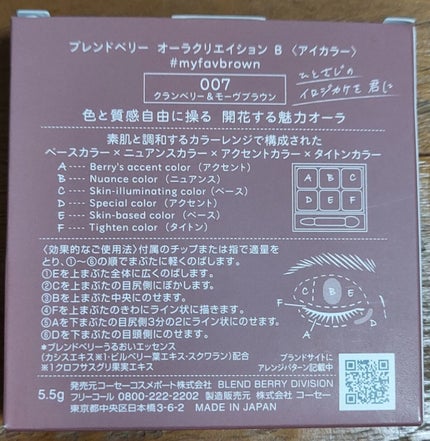 ブレンドベリー オーラクリエイション B 〈アイカラー〉
#myfavbrown
007
クランベリー&モーヴブラウン
ひとさじの
イロジカケを君に
色と質感自由に操る 開花する魅力オーラ
素肌と調和するカラーレンジで構成された
ベースカラー×ニュアンスカラー×アクセントカラー×タイトンカラー
A ---- Berry's accent color (アクセント)
B ---- Nuance color (ニュアンス)
C ---- Skin-illuminating color (ベース)
D ---- Special color (アクセント)
E ---- Skin-based color (ベース)
F ---- Tighten color (タイトン)
A B C
D E F
〈効果的なご使用法〉付属のチップまたは指で適量を
とり、①~⑥の順でまぶたに軽くのばします。
①Eを上まぶた全体に広くのばします。
②Cを上まぶたの目尻側にぼかします。
③Bを上まぶた中央にのせます。
④Fを上まぶたのきわにライン状に描きます。
⑤Aを下まぶたの目尻側3分の2にライン状にのせます。
⑥Dを下まぶたの目頭側にのせます。
*ブレンドベリーうるおいエッセンス
(カシスエキス※1・ビルベリー葉エキス・スクワラン)配合
※1クロフサスグリ果実エキス
C B E
F
A
D
ブランドサイトに
アレンジパターン記載中
5.5g
発売元コーセーコスメポート株式会社 BLEND BERRY DIVISION
フリーコール 0800-222-2202 製造販売元 株式会社 コーセー
東京都中央区日本橋3-6-2 MADE IN JAPAN